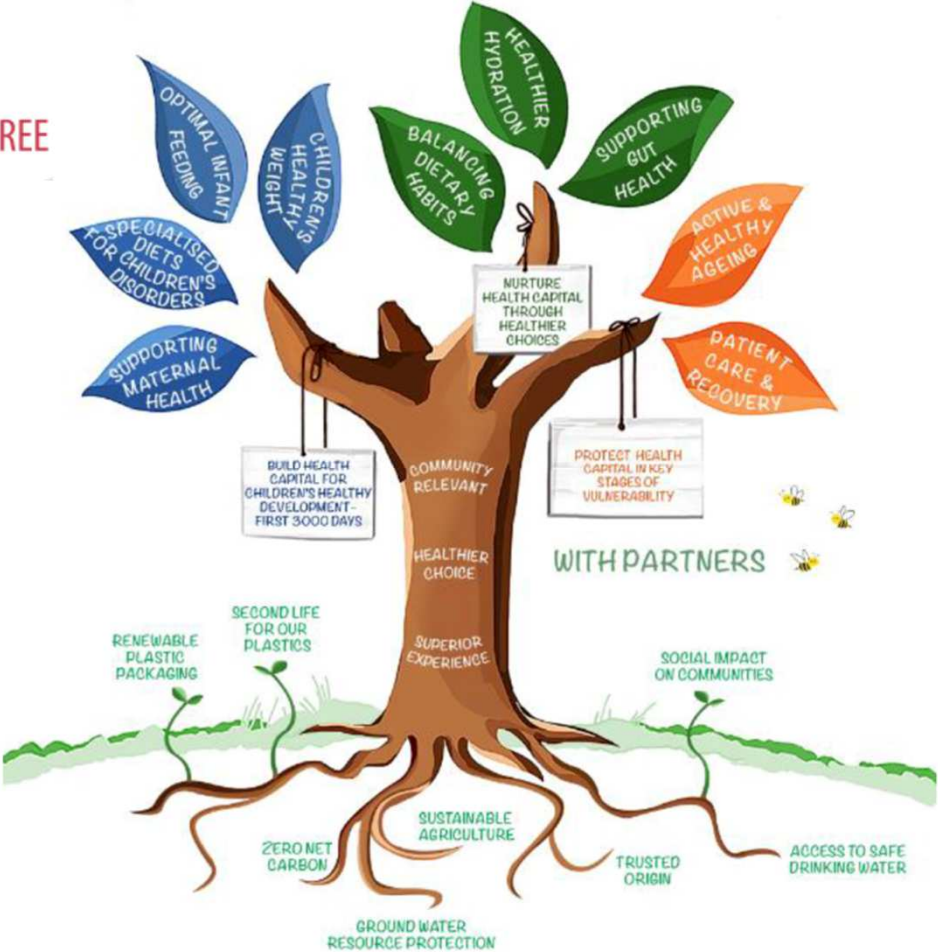 REE
OPTIMAL INFANT
FEEDING
CHILDREN'S
HEALTHY
WEIGHT
SPECIALISED
DIETS
FOR CHILDREN'S
DISORDERS
SUPPORTING
MATERNAL
HEALTH
BALANCING
DIETARY
HABITS
HEALTHIER
HYDRATION
SUPPORTING
GUT
HEALTH
ACTIVE &
HEALTHY
AGEING
PATIENT
CARE &
RECOVERY
NURTURE
HEALTH CAPITAL
THROUGH
HEALTHIER
CHOICES
BUILD HEALTH
CAPITAL FOR
CHILDREN'S HEALTHY
DEVELOPMENT-
FIRST 3000 DAYS
PROTECT HEALTH
CAPITAL IN KEY
STAGES OF
VULNERABILITY
COMMUNITY
RELEVANT
HEALTHIER
CHOICE
SUPERIOR
EXPERIENCE
WITH PARTNERS
RENEWABLE
PLASTIC
PACKAGING
SECOND LIFE
FOR OUR
PLASTICS
SOCIAL IMPACT
ON COMMUNITIES
ZERO NET
CARBON
SUSTAINABLE
AGRICULTURE
TRUSTED
ORIGIN
ACCESS TO SAFE
DRINKING WATER
GROUND WATER
RESOURCE PROTECTION